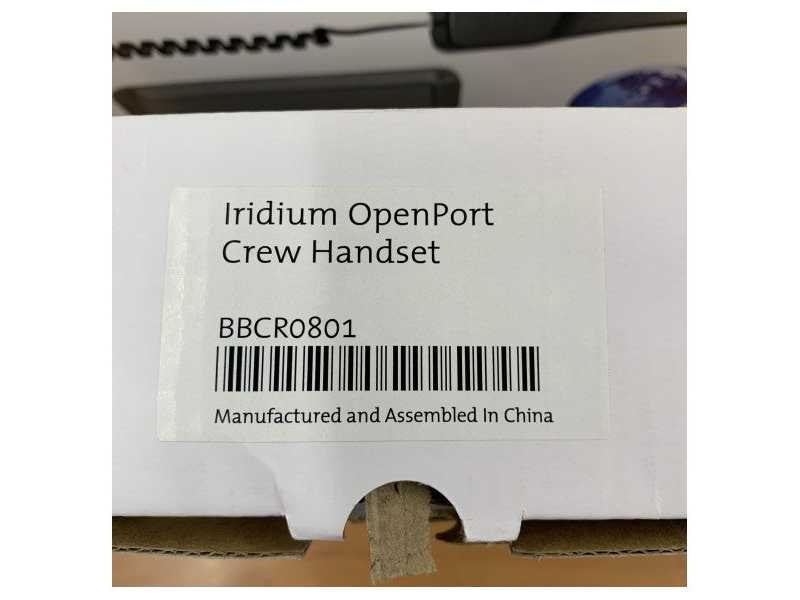 Iridium OpenPort
Crew Handset
BBCR0801
Manufactured and Assembled In China